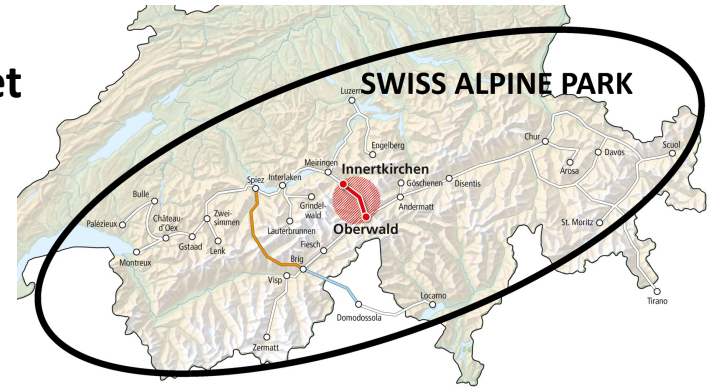 et
SWISS ALPINE PARK
Luzern
Engelberg
Meiringen
Innertkirchen
Chur
Davos
Scuol
Arosa
Spiez
Interlaken
Göschenen
Disentis
Andermatt
Grindel-
wald
Bulle
Palézieux
Château-
d'Oex
Zwei-
simmen
Lauterbrunnen
Oberwald
St. Moritz
Gstaad
Lenk
Fiesch
Montreux
Brig
Visp
Locarno
Domodossola
Tirano
Zermatt